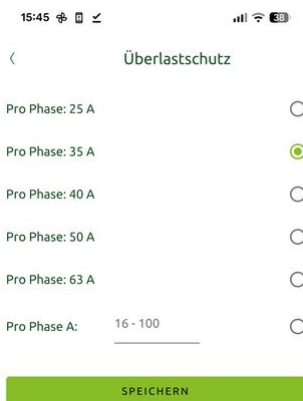 15:45
38
Überlastschutz
Pro Phase: 25 A
Pro Phase: 35 A
Pro Phase: 40 A
Pro Phase: 50 A
Pro Phase: 63 A
Pro Phase A: 16 - 100
SPEICHERN